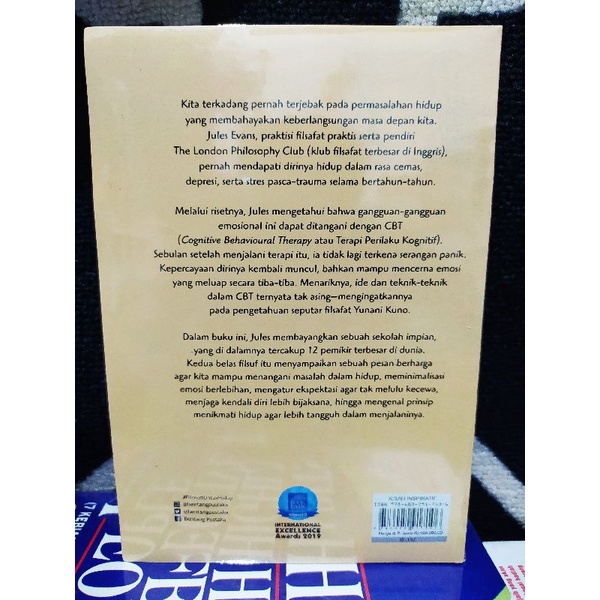 Kita terkadang pernah terjebak pada permasalahan hidup
yang membahayakan keberlangsungan masa depan kita.
Jules Evans, praktisi filsafat praktis serta pendiri
The London Philosophy Club (klub filsafat terbesar di Inggris),
pernah mendapati dirinya hidup dalam rasa cemas,
depresi, serta stres pasca-trauma selama bertahun-tahun.
Melalui risetnya, Jules mengetahui bahwa gangguan-gangguan
emosional ini dapat ditangani dengan CBT
(Cognitive Behavioural Therapy atau Terapi Perilaku Kognitif).
Sebulan setelah menjalani terapi itu, ia tidak lagi terkena serangan panik.
Kepercayaan dirinya kembali muncul, bahkan mampu mencerna emosi
yang meluap secara tiba-tiba. Menariknya, ide dan teknik-teknik
dalam CBT ternyata tak asing—mengingatkannya
pada pengetahuan seputar filsafat Yunani Kuno.
Dalam buku ini, Jules membayangkan sebuah sekolah impian,
yang di dalamnya tercakup 12 pemikir terbesar di dunia.
Kedua belas filsuf itu menyampaikan sebuah pesan berharga
agar kita mampu menangani masalah dalam hidup, meminimalisasi
emosi berlebihan, mengatur ekspektasi agar tak melulu kecewa,
menjaga kendali diri lebih bijaksana, hingga mengenal prinsip
menikmati hidup agar lebih tangguh dalam menjalaninya.
@bentangpustaka
@bentangpustaka
Bentang Pustaka
INTERNATIONAL
EXCELLENCE
Awards 2019
KISAH INSPIRATIF